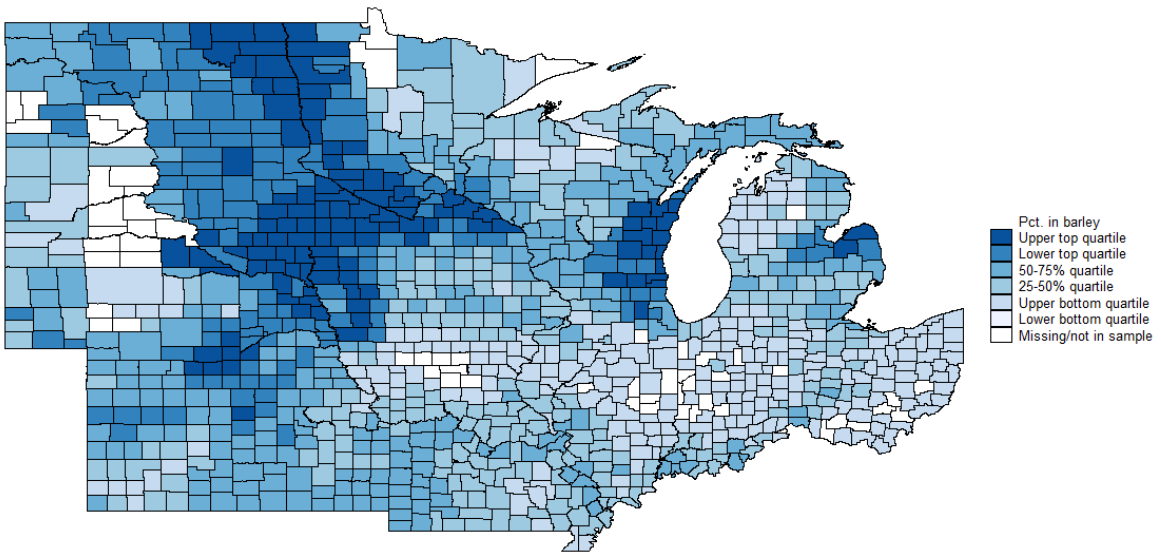 Pct. in barley
Upper top quartile
Lower top quartile
50-75% quartile
25-50% quartile
Upper bottom quartile
Lower bottom quartile
Missing/not in sample